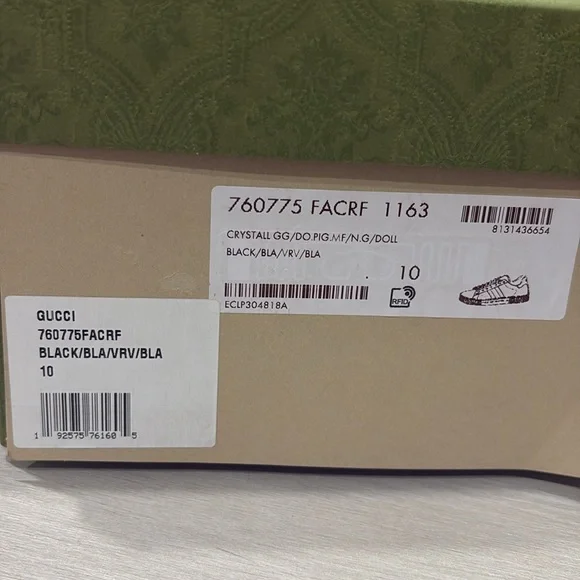 760775 FACRF 1163
8131436654
CRYSTALL GG/DO.PIG.MF/N.G/DOLL
BLACK/BLA/VRV/BLA
10
RFID
ECLP304818A
GUCCI
760775FACRF
BLACK/BLA/VRV/BLA
10
1 92575 76160 5